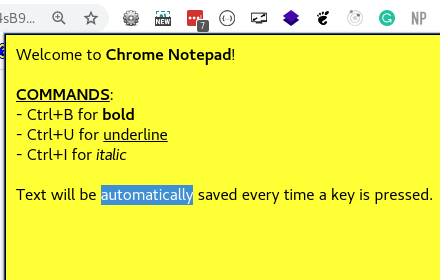 4sB9...
NEW
7
NP
Welcome to Chrome Notepad!
COMMANDS:
- Ctrl+B for bold
- Ctrl+U for underline
- Ctrl+I for italic
Text will be automatically saved every time a key is pressed.